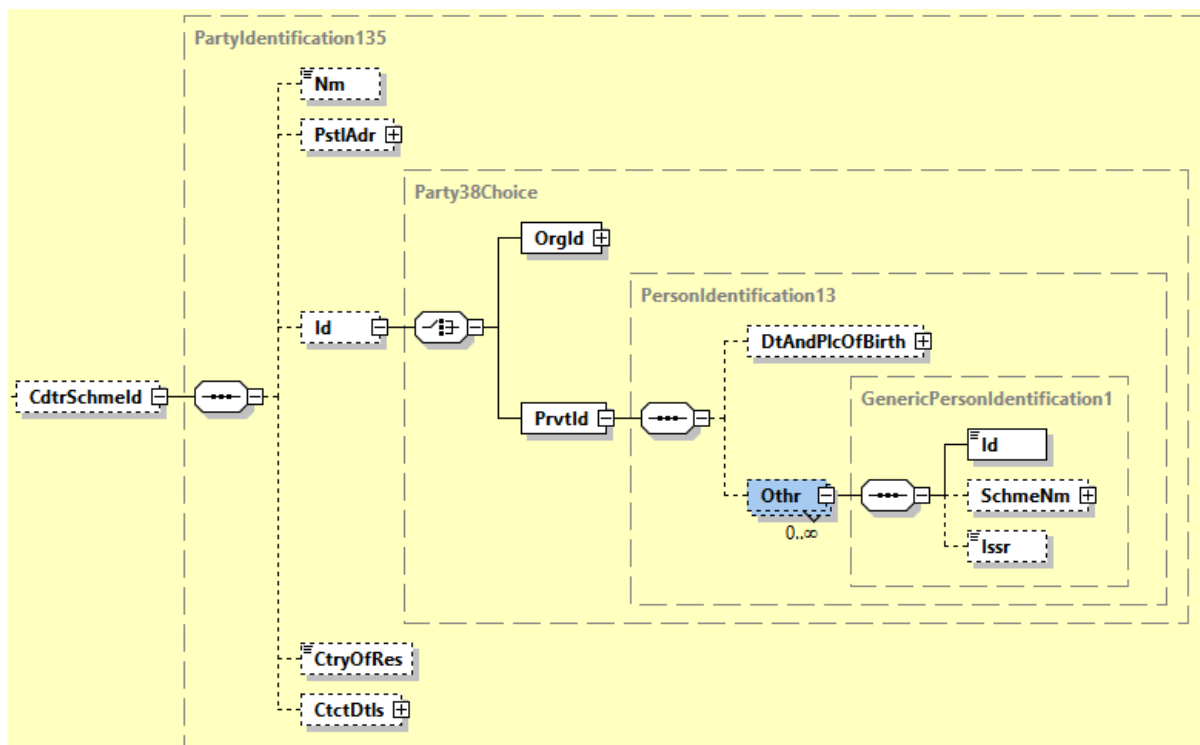 PartyIdentification135
Nm
PstlAdr
Party38Choice
OrgId
PersonIdentification13
Id
DtAndPlcOfBirth
CdtrSchmeId
GenericPersonIdentification1
PrvtId
Id
Othr
SchmeNm
0..∞
Issr
CtryOfRes
CtctDtls